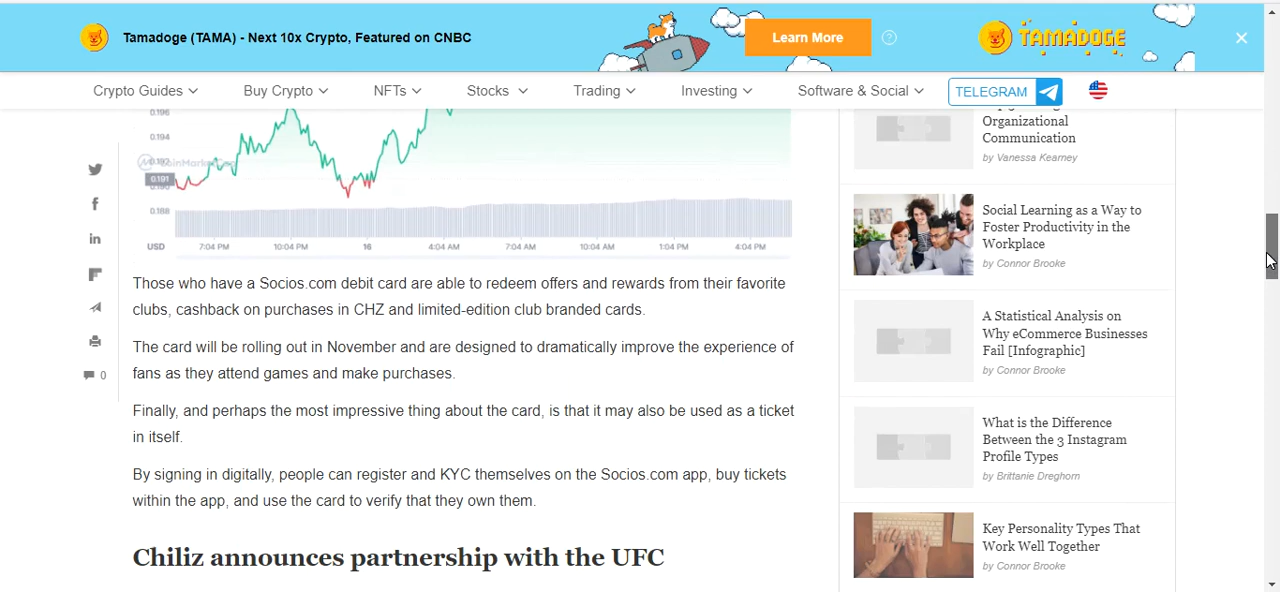 Tamadoge (TAMA) - Next 10x Crypto, Featured on CNBC
Learn More
TAMADOGE
Crypto Guides
Buy Crypto
NFTs
Stocks
Trading
Investing
Software & Social
TELEGRAM
0.196
0.194
0.192
CoinMarketCap
0.191
0.190
0.188
USD
7:04 PM
10:04 PM
16
4:04 AM
7:04 AM
10:04 AM
1:04 PM
4:04 PM
0
Those who have a Socios.com debit card are able to redeem offers and rewards from their favorite
clubs, cashback on purchases in CHZ and limited-edition club branded cards.
The card will be rolling out in November and are designed to dramatically improve the experience of
fans as they attend games and make purchases.
Finally, and perhaps the most impressive thing about the card, is that it may also be used as a ticket
in itself.
By signing in digitally, people can register and KYC themselves on the Socios.com app, buy tickets
within the app, and use the card to verify that they own them.
Chiliz announces partnership with the UFC
Organizational
Communication
by Vanessa Kearney
Social Learning as a Way to
Foster Productivity in the
Workplace
by Connor Brooke
A Statistical Analysis on
Why eCommerce Businesses
Fail [Infographic]
by Connor Brooke
What is the Difference
Between the 3 Instagram
Profile Types
by Brittanie Dreghorn
Key Personality Types That
Work Well Together
by Connor Brooke